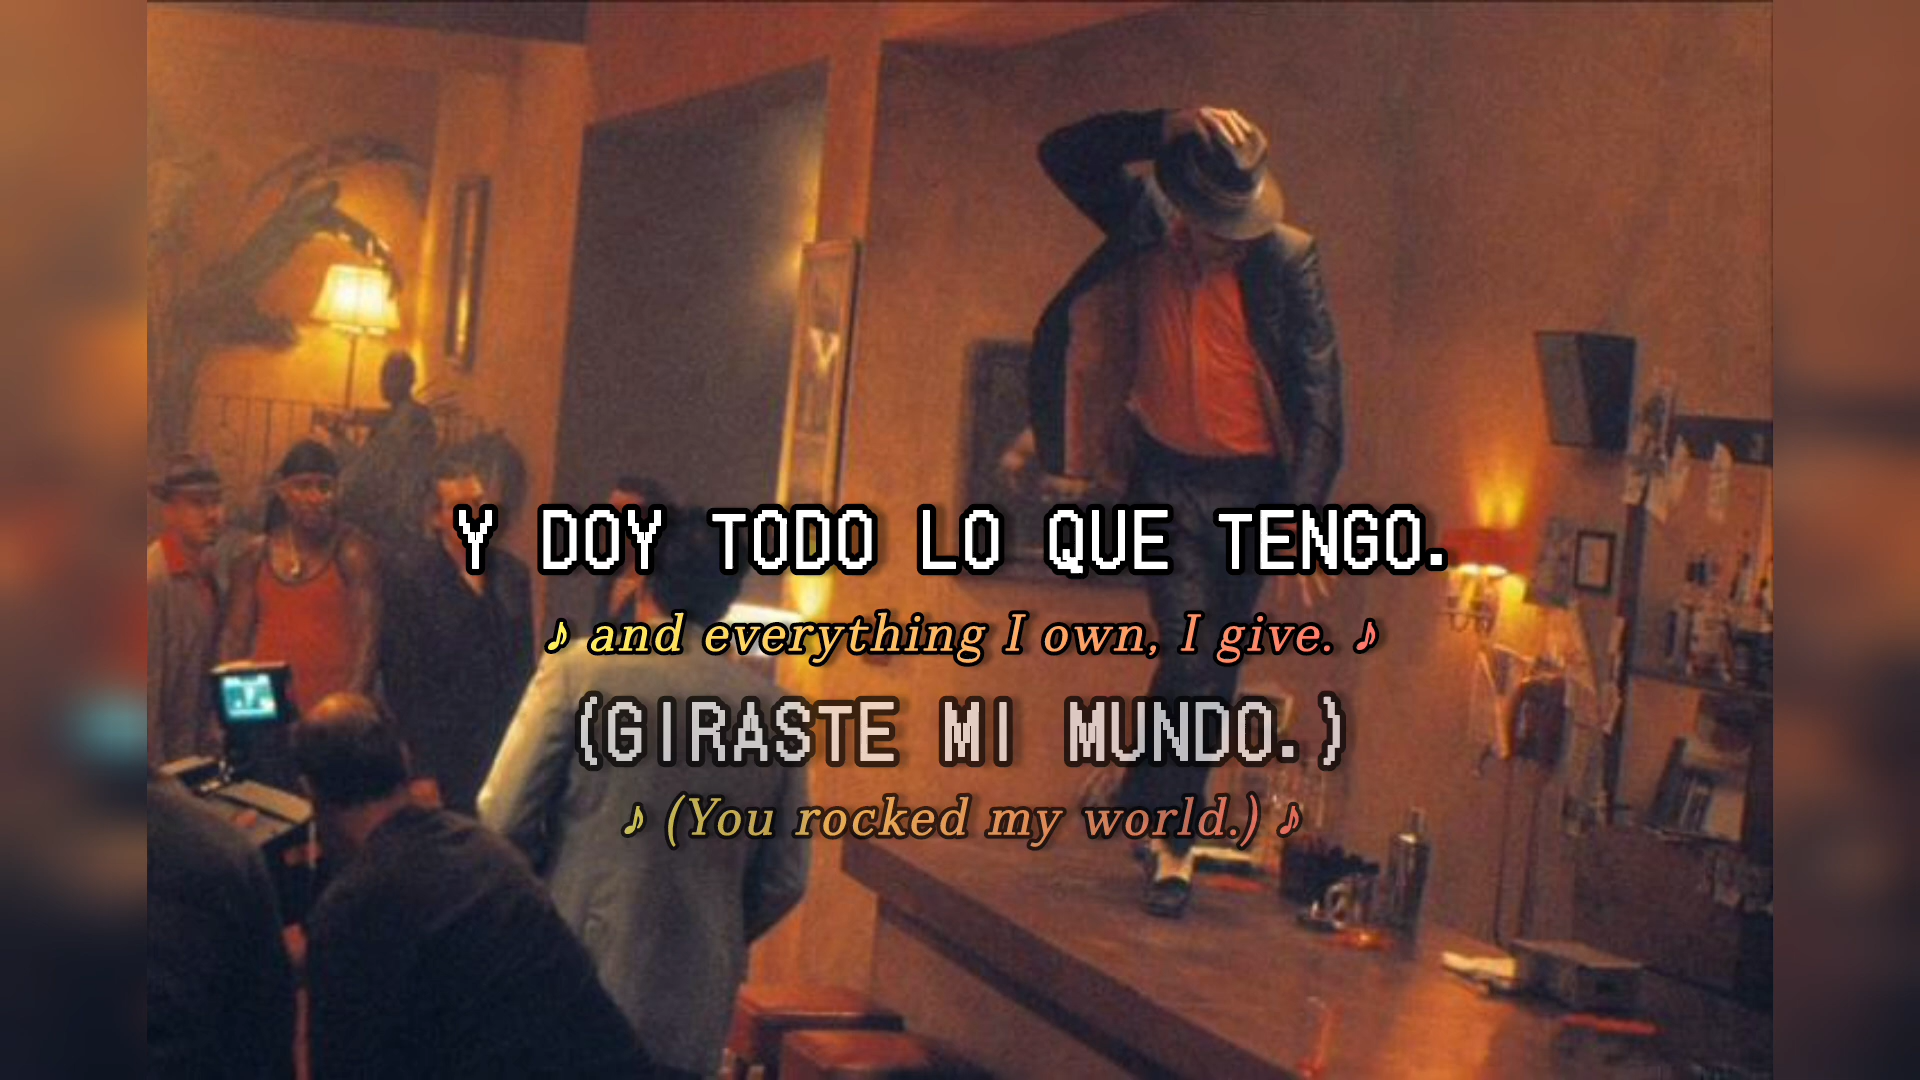 Y DOY TODO LO QUE TENGO.
♪ and everything I own, I give. ♪
(GIRASTE MI MUNDO.)
♪ (You rocked my world.) ♪